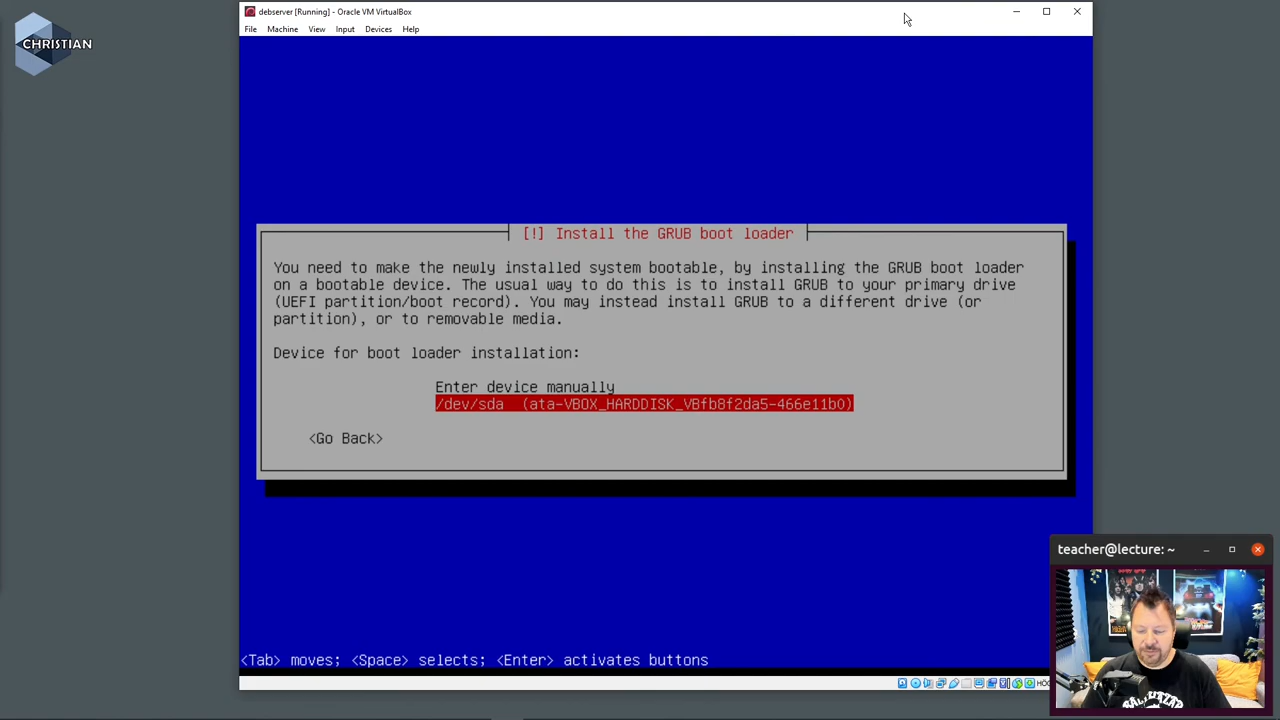 CHRISTIAN
debserver [Running] - Oracle VM VirtualBox
File Machine View Input Devices Help
[!] Install the GRUB boot loader
You need to make the newly installed system bootable, by installing the GRUB boot loader
on a bootable device. The usual way to do this is to install GRUB to your primary drive
(UEFI partition/boot record). You may instead install GRUB to a different drive (or
partition), or to removable media.
Device for boot loader installation:
Enter device manually
/dev/sda (ata-VBOX_HARDDISK_VBfb8f2da5-466e11b0)
<Go Back>
<Tab> moves; <Space> selects; <Enter> activates buttons
teacher@lecture: ~